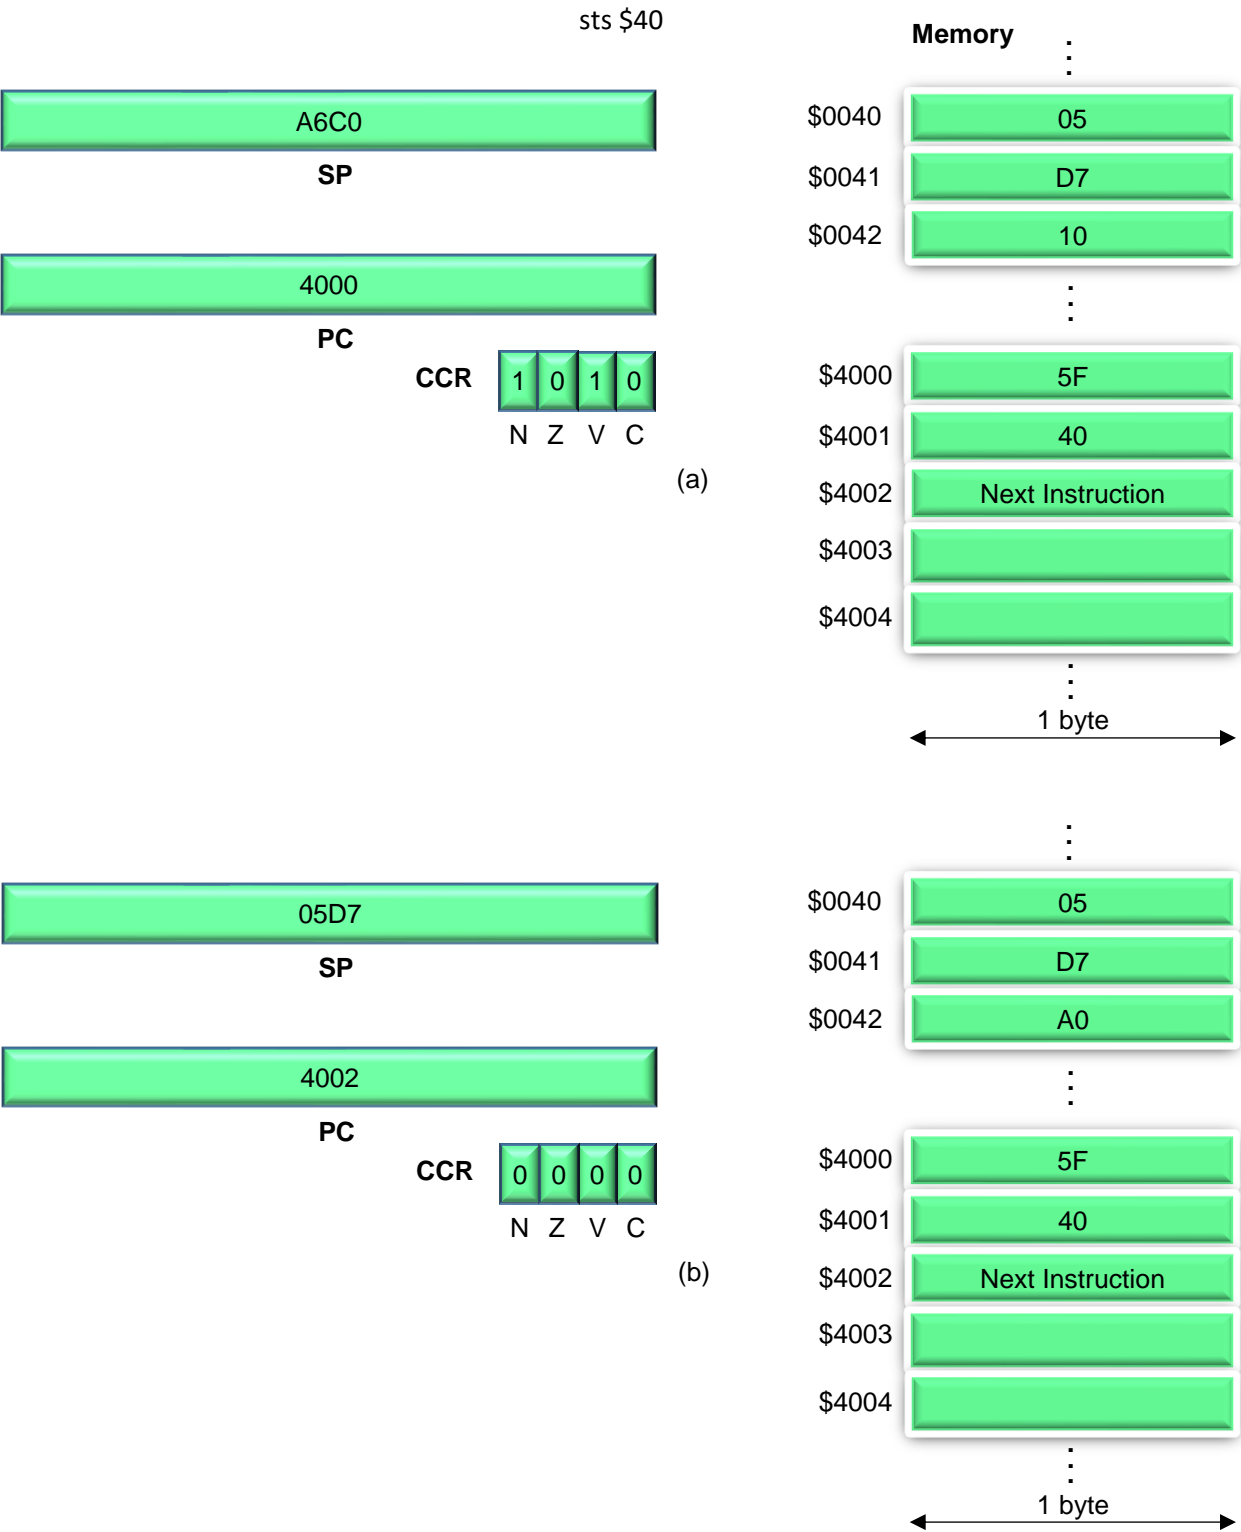 sts $40
Memory
A6C0
SP
4000
PC
CCR
1 0 1 0
N Z V C
(a)
$0040 05
$0041 D7
$0042 10
$4000 5F
$4001 40
$4002 Next Instruction
$4003
$4004
1 byte
05D7
SP
4002
PC
CCR
0 0 0 0
N Z V C
(b)
$0040 05
$0041 D7
$0042 A0
$4000 5F
$4001 40
$4002 Next Instruction
$4003
$4004
1 byte